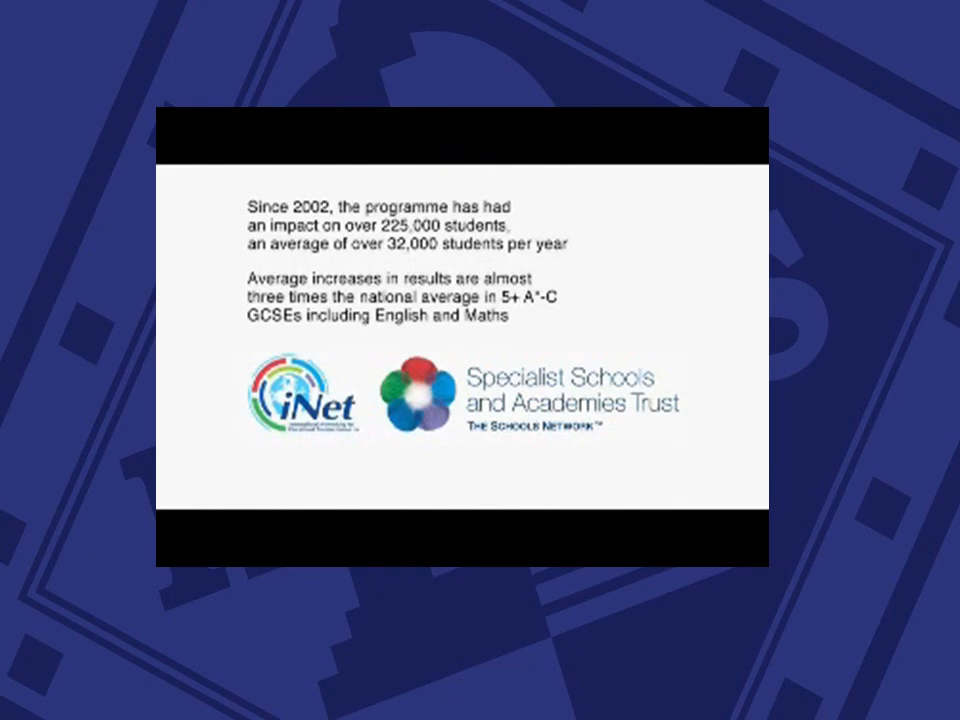 Since 2002, the programme has had
an impact on over 225,000 students,
an average of over 32,000 students per year
Average increases in results are almost
three times the national average in 5+ A*-C
GCSEs including English and Maths
iNet
Specialist Schools
and Academies Trust
THE SCHOOLS NETWORK™